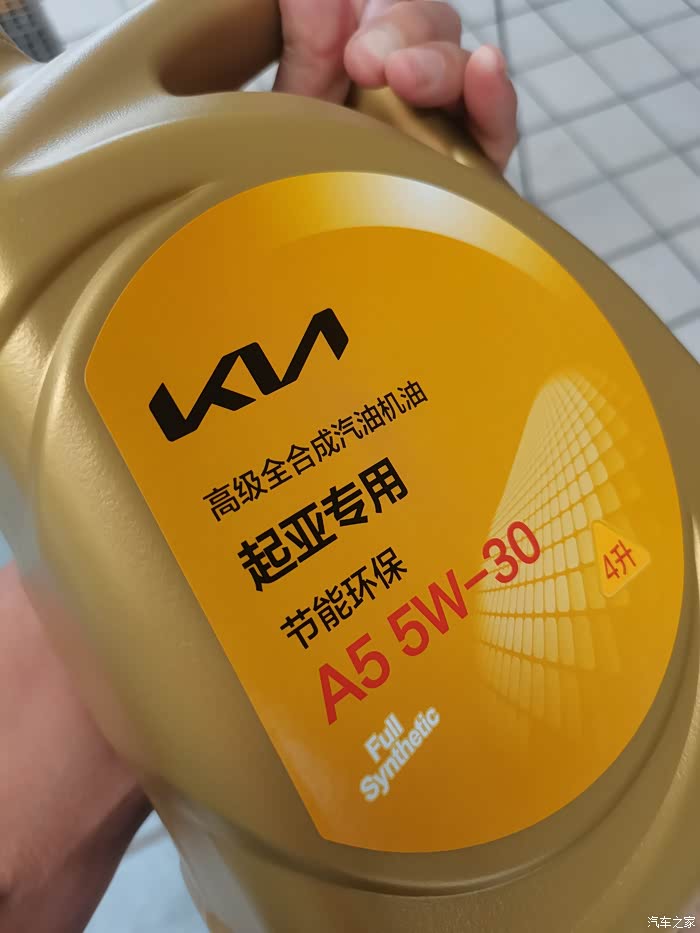 KIA
高级全合成汽油机油
起亚专用
节能环保
A5 5W-30
4升
Full
Synthetic
汽车之家